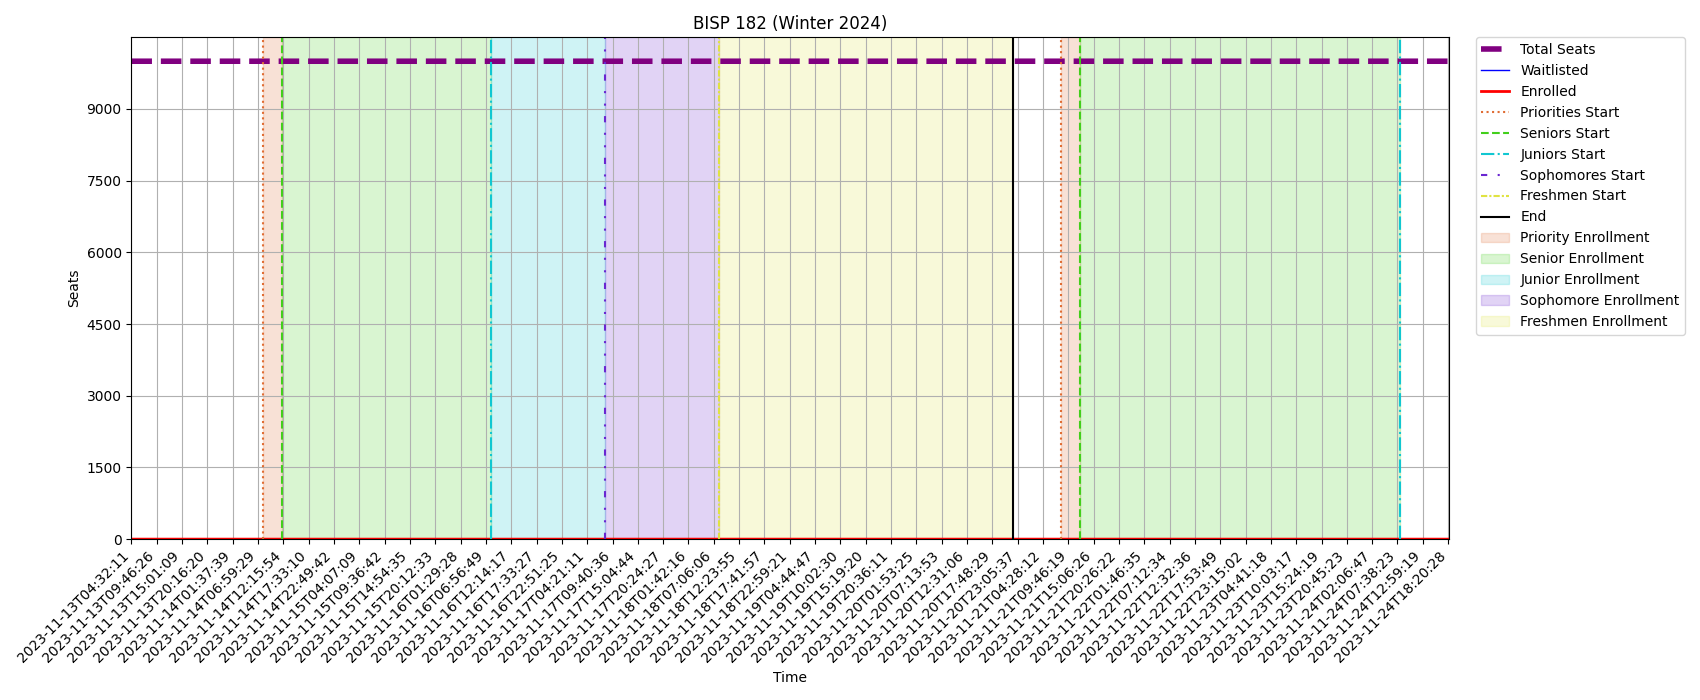 BISP 182 (Winter 2024)
Total Seats
Waitlisted
Enrolled
Priorities Start
Seniors Start
Juniors Start
Sophomores Start
Freshmen Start
End
Priority Enrollment
Senior Enrollment
Junior Enrollment
Sophomore Enrollment
Freshmen Enrollment
Seats
9000
7500
6000
4500
3000
1500
0
2023-11-13T04:32:11
2023-11-13T09:46:26
2023-11-13T15:01:09
2023-11-13T20:16:20
2023-11-14T01:37:39
2023-11-14T06:59:29
2023-11-14T12:15:54
2023-11-14T17:33:10
2023-11-14T22:49:42
2023-11-15T04:07:09
2023-11-15T09:36:42
2023-11-15T14:54:35
2023-11-15T20:12:33
2023-11-16T01:29:28
2023-11-16T06:56:49
2023-11-16T12:14:17
2023-11-16T17:33:27
2023-11-16T22:51:25
2023-11-17T04:21:11
2023-11-17T09:40:36
2023-11-17T15:04:44
2023-11-17T20:24:27
2023-11-18T01:42:16
2023-11-18T07:06:06
2023-11-18T12:23:55
2023-11-18T17:41:57
2023-11-18T22:59:21
2023-11-19T04:44:47
2023-11-19T10:02:30
2023-11-19T15:19:20
2023-11-19T20:36:11
2023-11-20T01:53:25
2023-11-20T07:13:53
2023-11-20T12:31:06
2023-11-20T17:48:29
2023-11-20T23:05:37
2023-11-21T04:28:12
2023-11-21T09:46:19
2023-11-21T15:06:26
2023-11-21T20:26:22
2023-11-22T01:46:35
2023-11-22T07:12:34
2023-11-22T12:32:36
2023-11-22T17:53:49
2023-11-22T23:15:02
2023-11-23T04:41:18
2023-11-23T10:03:17
2023-11-23T15:24:19
2023-11-23T20:45:23
2023-11-24T02:06:47
2023-11-24T07:38:23
2023-11-24T12:59:19
2023-11-24T18:20:28
Time